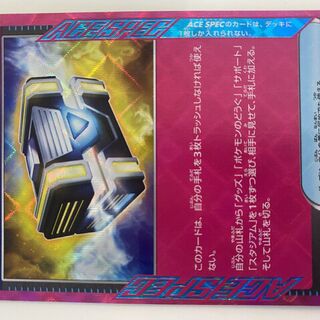 ACE SPEC
ACE SPECのカードは、デッキに
1枚しか入れられない。
このカードは、自分の手札を3枚トラッシュしなければ使え
ない。
自分の山札から「グッズ」「ポケモンのどうぐ」「サポート」
「スタジアム」を1枚ずつ選び、相手に見せて、手札に加える。
そして山札を切る。
ACE SPEC